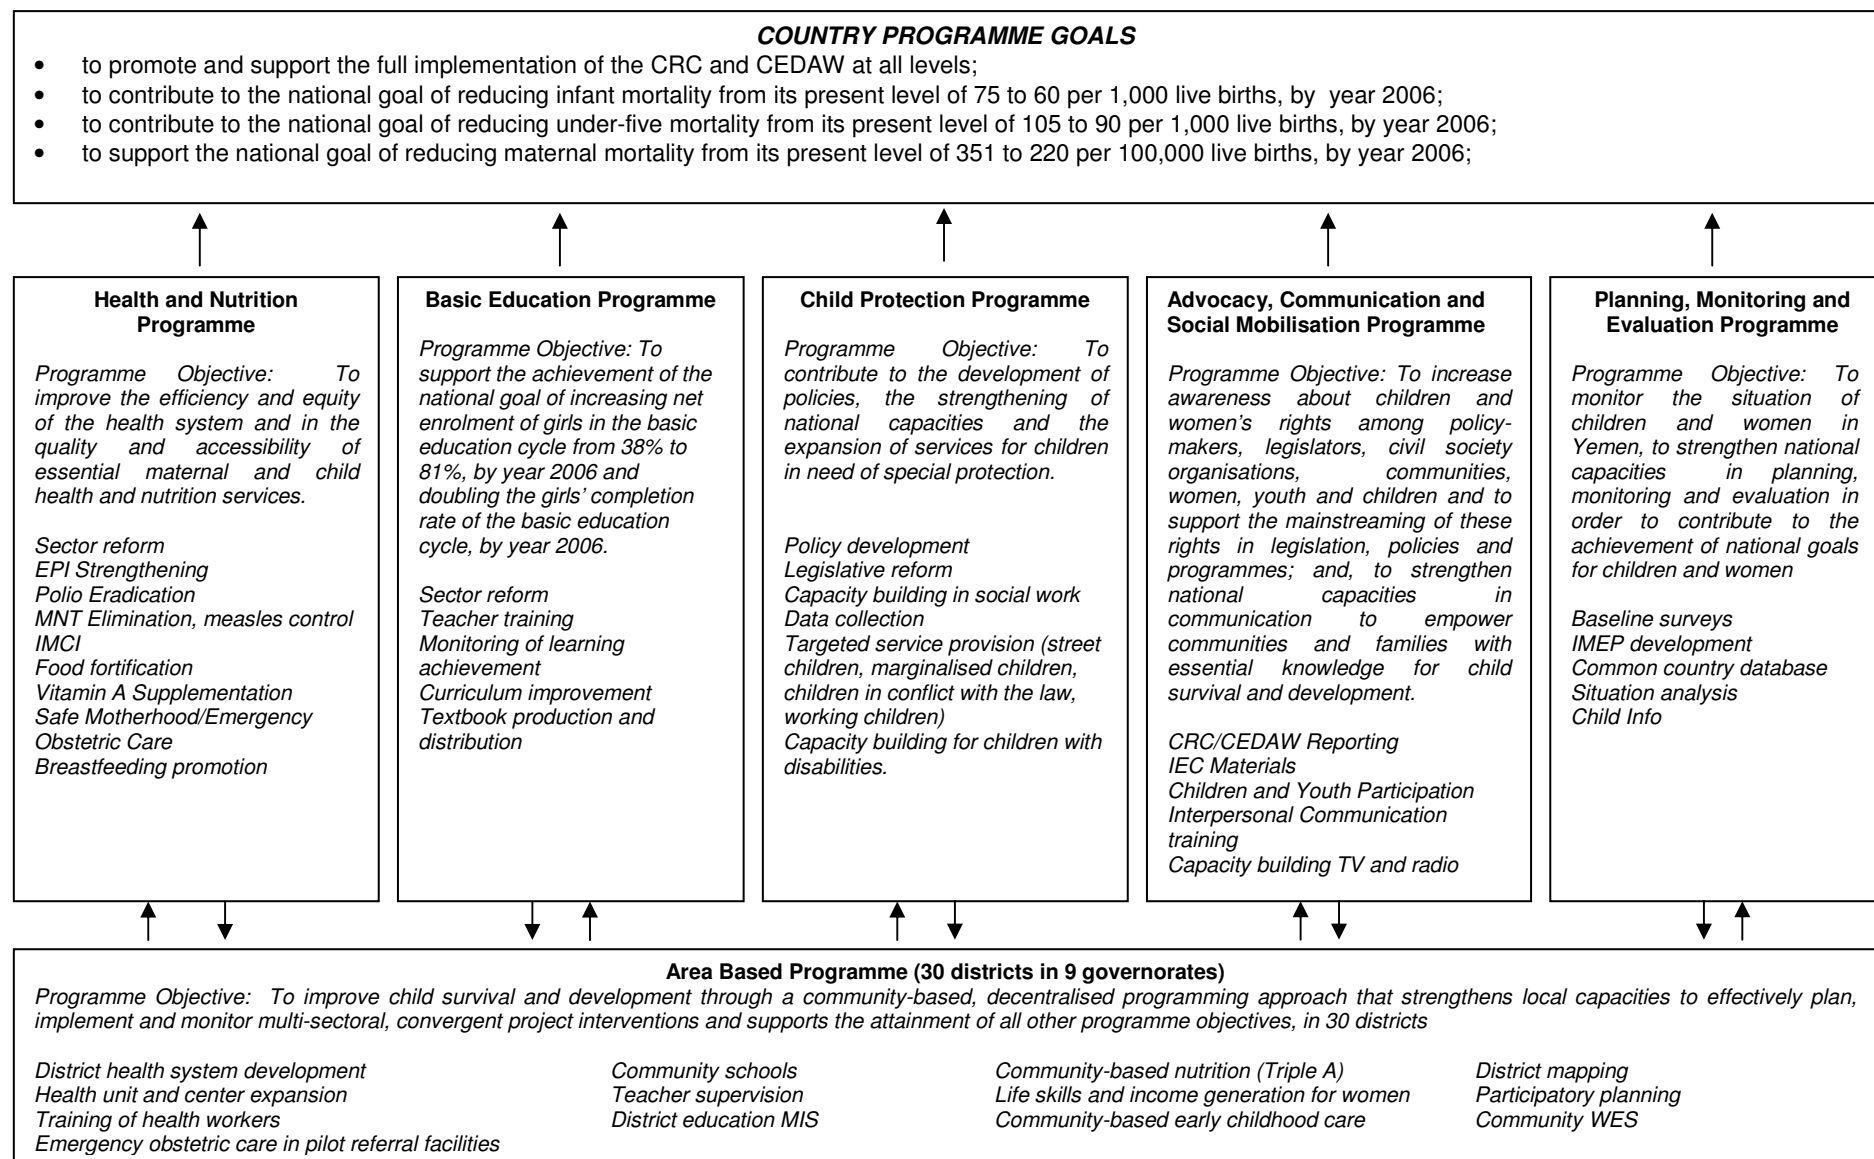 COUNTRY PROGRAMME GOALS
• to promote and support the full implementation of the CRC and CEDAW at all levels;
• to contribute to the national goal of reducing infant mortality from its present level of 75 to 60 per 1,000 live births, by year 2006;
• to contribute to the national goal of reducing under-five mortality from its present level of 105 to 90 per 1,000 live births, by year 2006;
• to support the national goal of reducing maternal mortality from its present level of 351 to 220 per 100,000 live births, by year 2006;
Health and Nutrition
Programme
Programme Objective: To
improve the efficiency and equity
of the health system and in the
quality and accessibility of
essential maternal and child
health and nutrition services.
Sector reform
EPI Strengthening
Polio Eradication
MNT Elimination, measles control
IMCI
Food fortification
Vitamin A Supplementation
Safe Motherhood/Emergency
Obstetric Care
Breastfeeding promotion
Basic Education Programme
Programme Objective: To
support the achievement of the
national goal of increasing net
enrolment of girls in the basic
education cycle from 38% to
81%, by year 2006 and
doubling the girls' completion
rate of the basic education
cycle, by year 2006.
Sector reform
Teacher training
Monitoring of learning
achievement
Curriculum improvement
Textbook production and
distribution
Child Protection Programme
Programme Objective: To
contribute to the development of
policies, the strengthening of
national capacities and the
expansion of services for children
in need of special protection.
Policy development
Legislative reform
Capacity building in social work
Data collection
Targeted service provision (street
children, marginalised children,
children in conflict with the law,
working children)
Capacity building for children with
disabilities.
Advocacy, Communication and
Social Mobilisation Programme
Programme Objective: To increase
awareness about children and
women's rights among policy-
makers, legislators, civil society
organisations, communities,
women, youth and children and to
support the mainstreaming of these
rights in legislation, policies and
programmes; and, to strengthen
national capacities in
communication to empower
communities and families with
essential knowledge for child
survival and development.
CRC/CEDAW Reporting
IEC Materials
Children and Youth Participation
Interpersonal Communication
training
Capacity building TV and radio
Planning, Monitoring and
Evaluation Programme
Programme Objective: To
monitor the situation of
children and women in
Yemen, to strengthen national
capacities in planning,
monitoring and evaluation in
order to contribute to the
achievement of national goals
for children and women
Baseline surveys
IMEP development
Common country database
Situation analysis
Child Info
Area Based Programme (30 districts in 9 governorates)
Programme Objective: To improve child survival and development through a community-based, decentralised programming approach that strengthens local capacities to effectively plan,
implement and monitor multi-sectoral, convergent project interventions and supports the attainment of all other programme objectives, in 30 districts
District health system development
Health unit and center expansion
Training of health workers
Emergency obstetric care in pilot referral facilities
Community schools
Teacher supervision
District education MIS
Community-based nutrition (Triple A)
Life skills and income generation for women
Community-based early childhood care
District mapping
Participatory planning
Community WES